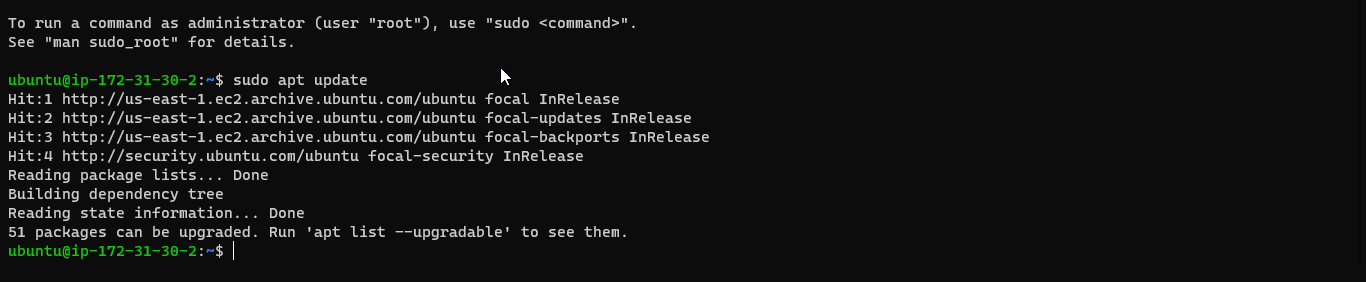 To run a command as administrator (user "root"), use "sudo <command>".
See "man sudo_root" for details.
ubuntu@ip-172-31-30-2:~$ sudo apt update
Hit:1 http://us-east-1.ec2.archive.ubuntu.com/ubuntu focal InRelease
Hit:2 http://us-east-1.ec2.archive.ubuntu.com/ubuntu focal-updates InRelease
Hit:3 http://us-east-1.ec2.archive.ubuntu.com/ubuntu focal-backports InRelease
Hit:4 http://security.ubuntu.com/ubuntu focal-security InRelease
Reading package lists... Done
Building dependency tree
Reading state information... Done
51 packages can be upgraded. Run 'apt list --upgradable' to see them.
ubuntu@ip-172-31-30-2:~$